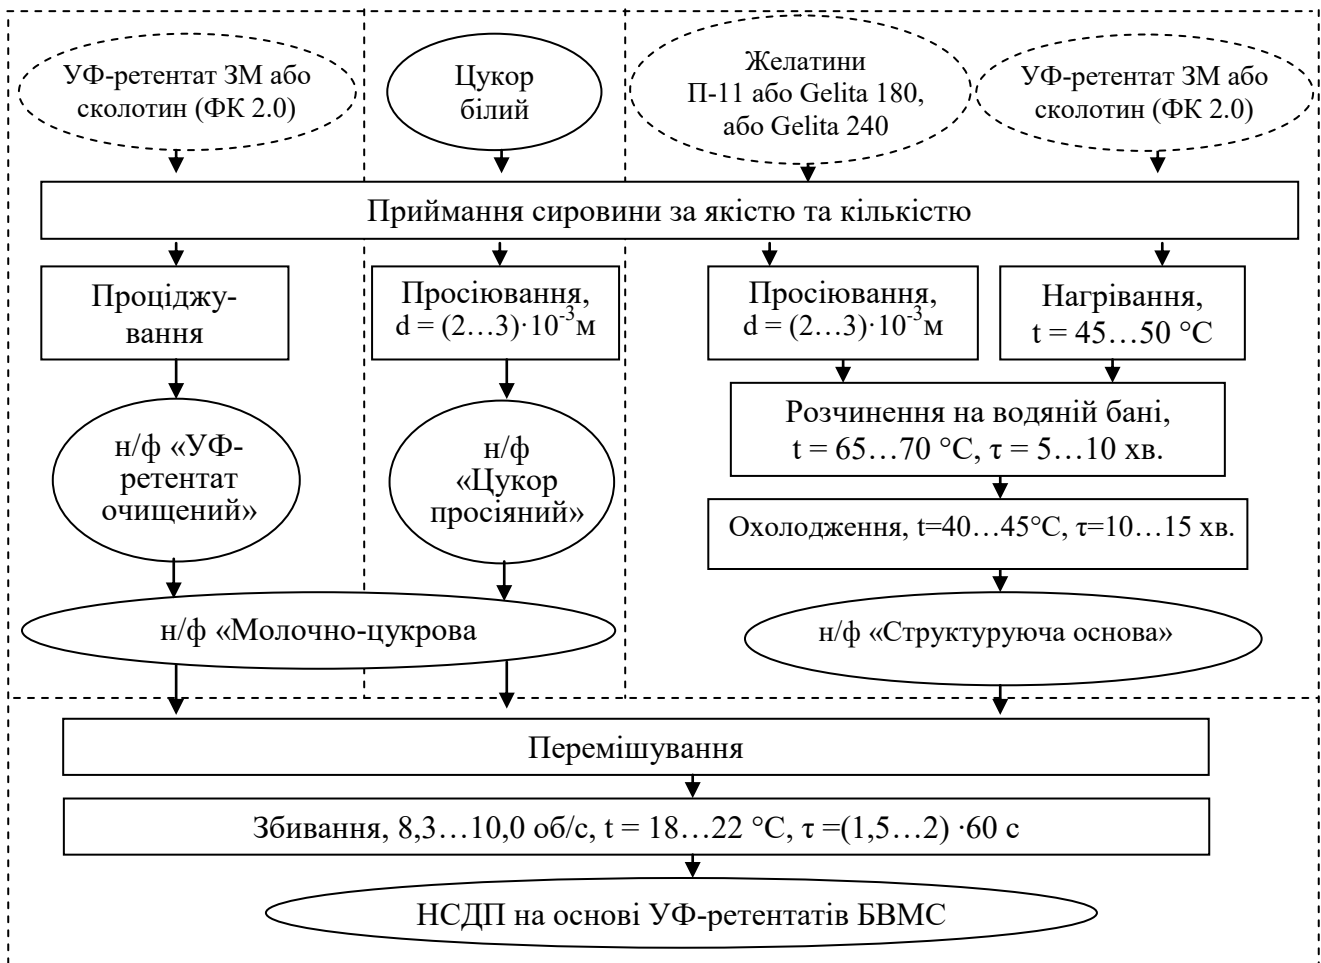 УФ-ретентат ЗМ або
сколотин (ФК 2.0)
Цукор
білий
Желатини
П-11 або Gelita 180,
або Gelita 240
УФ-ретентат ЗМ або
сколотин (ФК 2.0)
Приймання сировини за якістю та кількістю
Проціджу-
вання
Просіювання,
d = (2…3)·10⁻³м
Просіювання,
d = (2…3)·10⁻³м
Нагрівання,
t = 45…50 °С
Розчинення на водяній бані,
t = 65…70 °С, τ = 5…10 хв.
н/ф «УФ-
ретентат
очищений»
н/ф
«Цукор
просіяний»
Охолодження, t=40…45°С, τ=10…15 хв.
н/ф «Молочно-цукрова
н/ф «Структуруюча основа»
Перемішування
Збивання, 8,3…10,0 об/с, t = 18…22 °С, τ =(1,5…2) ·60 с
НСДП на основі УФ-ретентатів БВМС